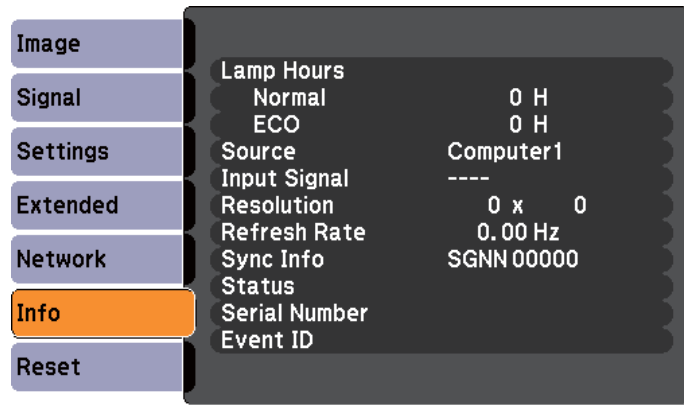 Image
Signal
Settings
Extended
Network
Info
Reset
Lamp Hours
Normal 0 H
ECO 0 H
Source Computer1
Input Signal ----
Resolution 0 x 0
Refresh Rate 0.00 Hz
Sync Info SGNN 00000
Status
Serial Number
Event ID